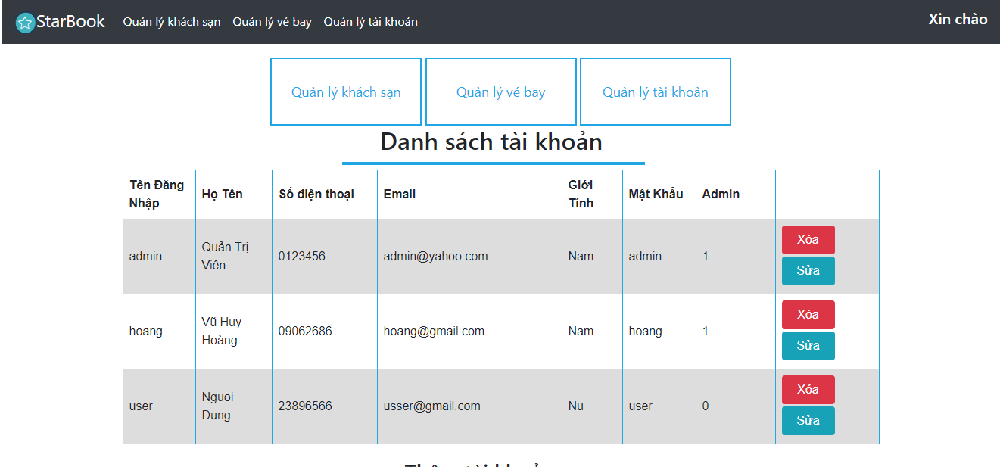 StarBook Quản lý khách sạn Quản lý vé bay Quản lý tài khoản Xin chào
Quản lý khách sạn Quản lý vé bay Quản lý tài khoản
Danh sách tài khoản
Tên Đăng Nhập Họ Tên Số điện thoại Email Giới Tính Mật Khẩu Admin
admin Quản Trị Viên 0123456 admin@yahoo.com Nam admin 1 Xóa Sửa
hoang Vũ Huy Hoàng 09062686 hoang@gmail.com Nam hoang 1 Xóa Sửa
user Nguoi Dung 23896566 usser@gmail.com Nu user 0 Xóa Sửa